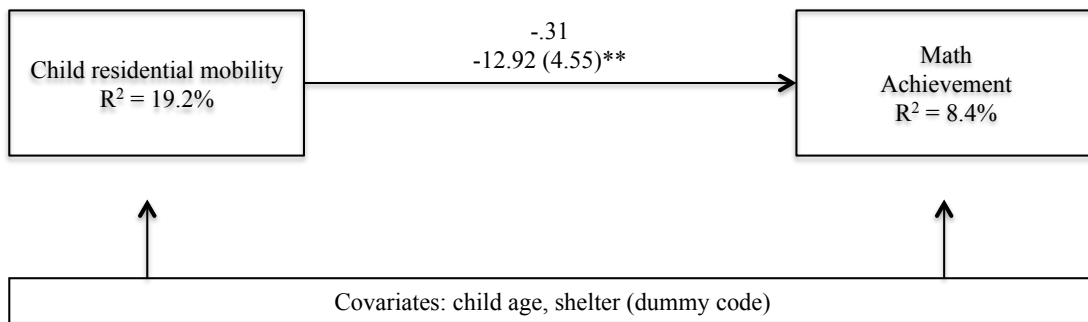 -.31
-12.92 (4.55)**
Child residential mobility
R² = 19.2%
Math
Achievement
R² = 8.4%
Covariates: child age, shelter (dummy code)